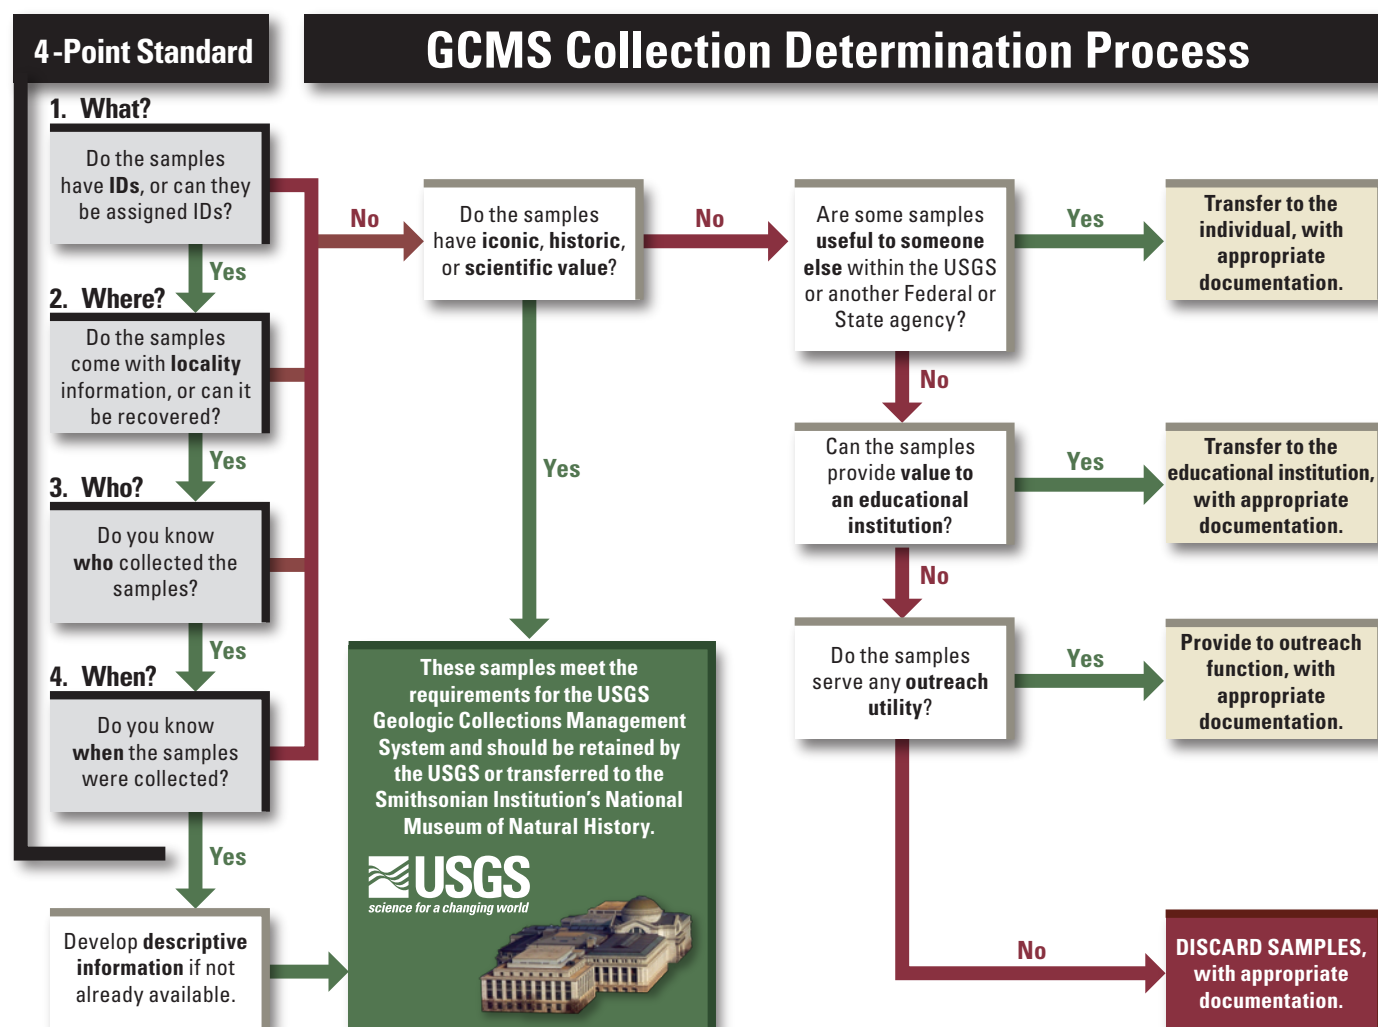 4-Point Standard
GCMS Collection Determination Process
1. What?
Do the samples
have IDs, or can they
be assigned IDs?
Yes
2. Where?
Do the samples
come with locality
information, or can it
be recovered?
Yes
3. Who?
Do you know
who collected the
samples?
Yes
4. When?
Do you know
when the samples
were collected?
Yes
Develop descriptive
information if not
already available.
No
Do the samples
have iconic, historic,
or scientific value?
Yes
These samples meet the
requirements for the USGS
Geologic Collections Management
System and should be retained by
the USGS or transferred to the
Smithsonian Institution's National
Museum of Natural History.
USGS
science for a changing world
No
Are some samples
useful to someone
else within the USGS
or another Federal or
State agency?
Yes
Transfer to the
individual, with
appropriate
documentation.
No
Can the samples
provide value to
an educational
institution?
Yes
Transfer to the
educational institution,
with appropriate
documentation.
No
Do the samples
serve any outreach
utility?
Yes
Provide to outreach
function, with
appropriate
documentation.
No
DISCARD SAMPLES,
with appropriate
documentation.